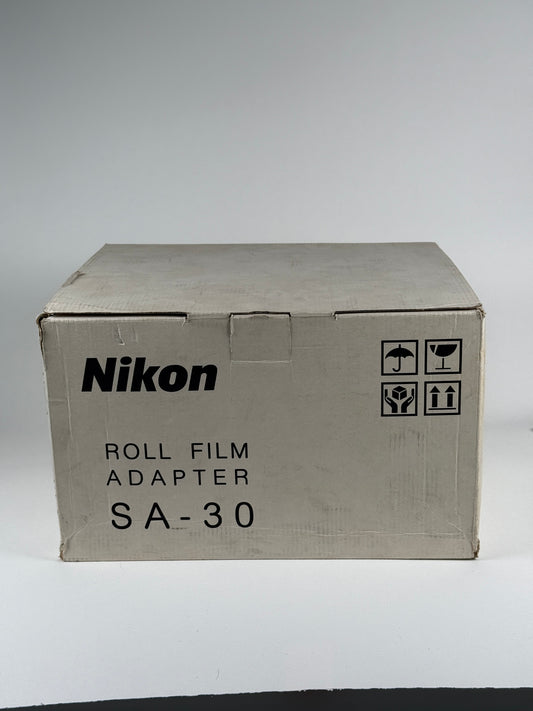 Nikon
ROLL FILM
ADAPTER
SA-30